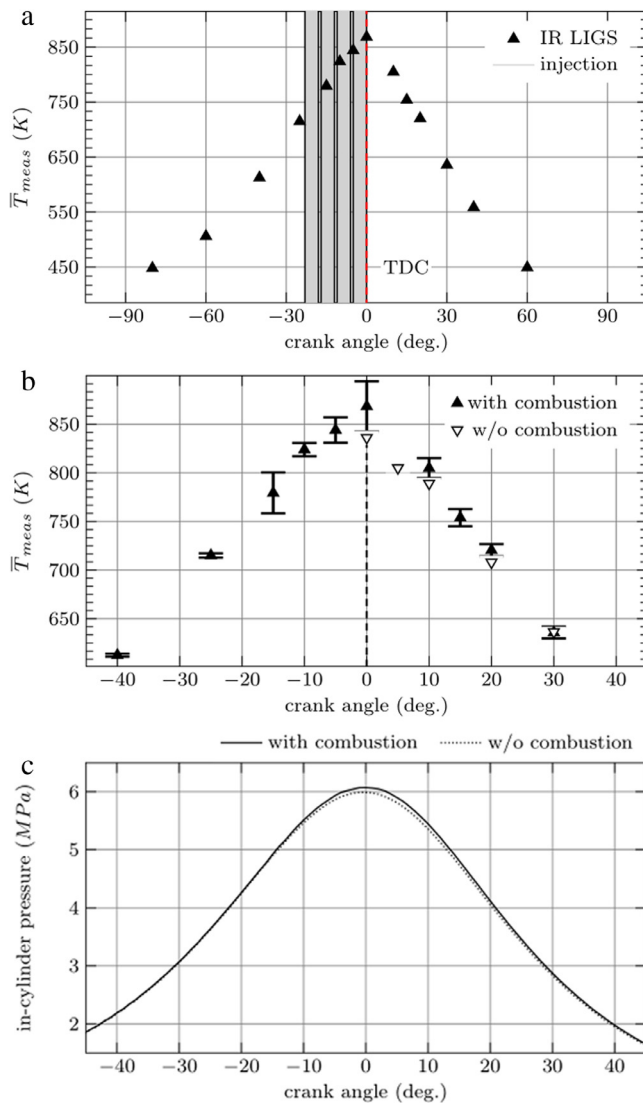 a
850
750
650
550
450
T̅meas (K)
IR LIGS
injection
TDC
−90 −60 −30 0 30 60 90
crank angle (deg.)
b
850
800
750
700
650
T̅meas (K)
with combustion
w/o combustion
−40 −30 −20 −10 0 10 20 30 40
crank angle (deg.)
with combustion w/o combustion
c
6
5
4
3
2
in-cylinder pressure (MPa)
−40 −30 −20 −10 0 10 20 30 40
crank angle (deg.)